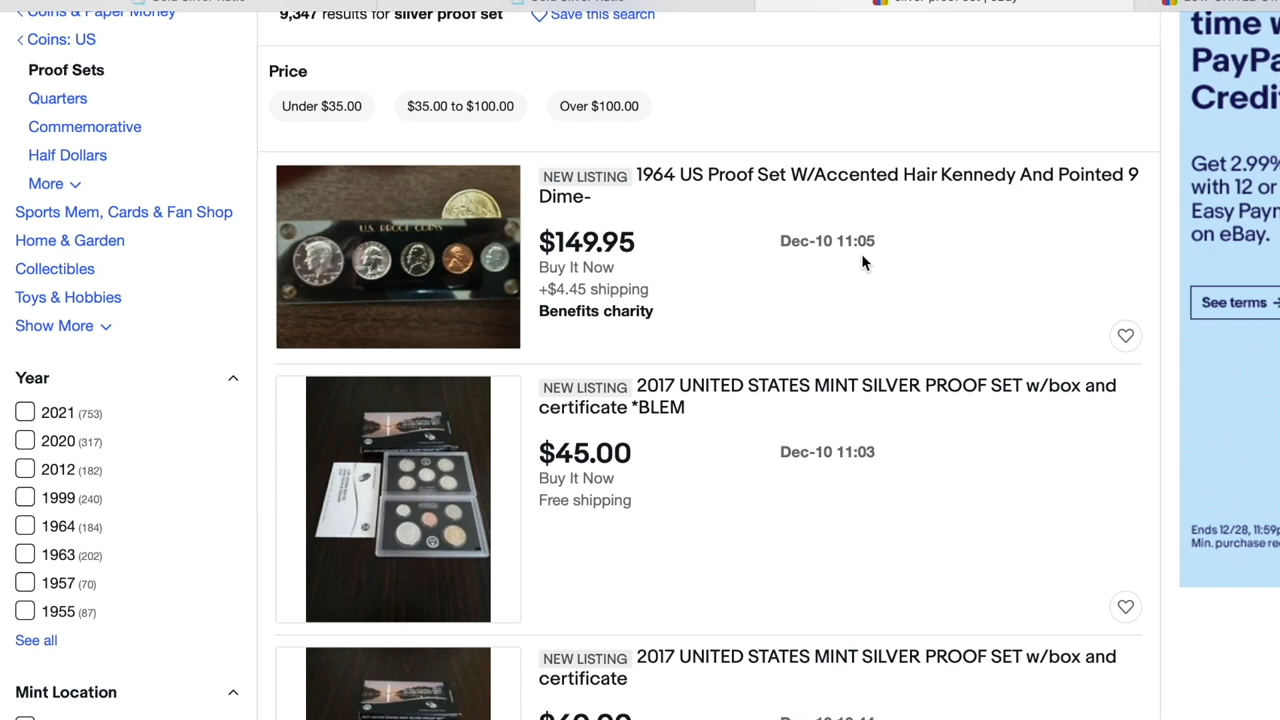 Coins & Paper Money
9,347 results for silver proof set
Save this search
Coins: US
Proof Sets
Quarters
Commemorative
Half Dollars
More
Sports Mem, Cards & Fan Shop
Home & Garden
Collectibles
Toys & Hobbies
Show More
Year
2021 (753)
2020 (317)
2012 (182)
1999 (240)
1964 (184)
1963 (202)
1957 (70)
1955 (87)
See all
Mint Location
Price
Under $35.00
$35.00 to $100.00
Over $100.00
NEW LISTING 1964 US Proof Set W/Accented Hair Kennedy And Pointed 9
Dime-
$149.95
Dec-10 11:05
Buy It Now
+$4.45 shipping
Benefits charity
U.S. PROOF COINS
NEW LISTING 2017 UNITED STATES MINT SILVER PROOF SET w/box and
certificate *BLEM
$45.00
Dec-10 11:03
Buy It Now
Free shipping
NEW LISTING 2017 UNITED STATES MINT SILVER PROOF SET w/box and
certificate
time w
PayPa
Credi
Get 2.99%
with 12 or
Easy Payn
on eBay.
See terms
Ends 12/28, 11:59p
Min. purchase re